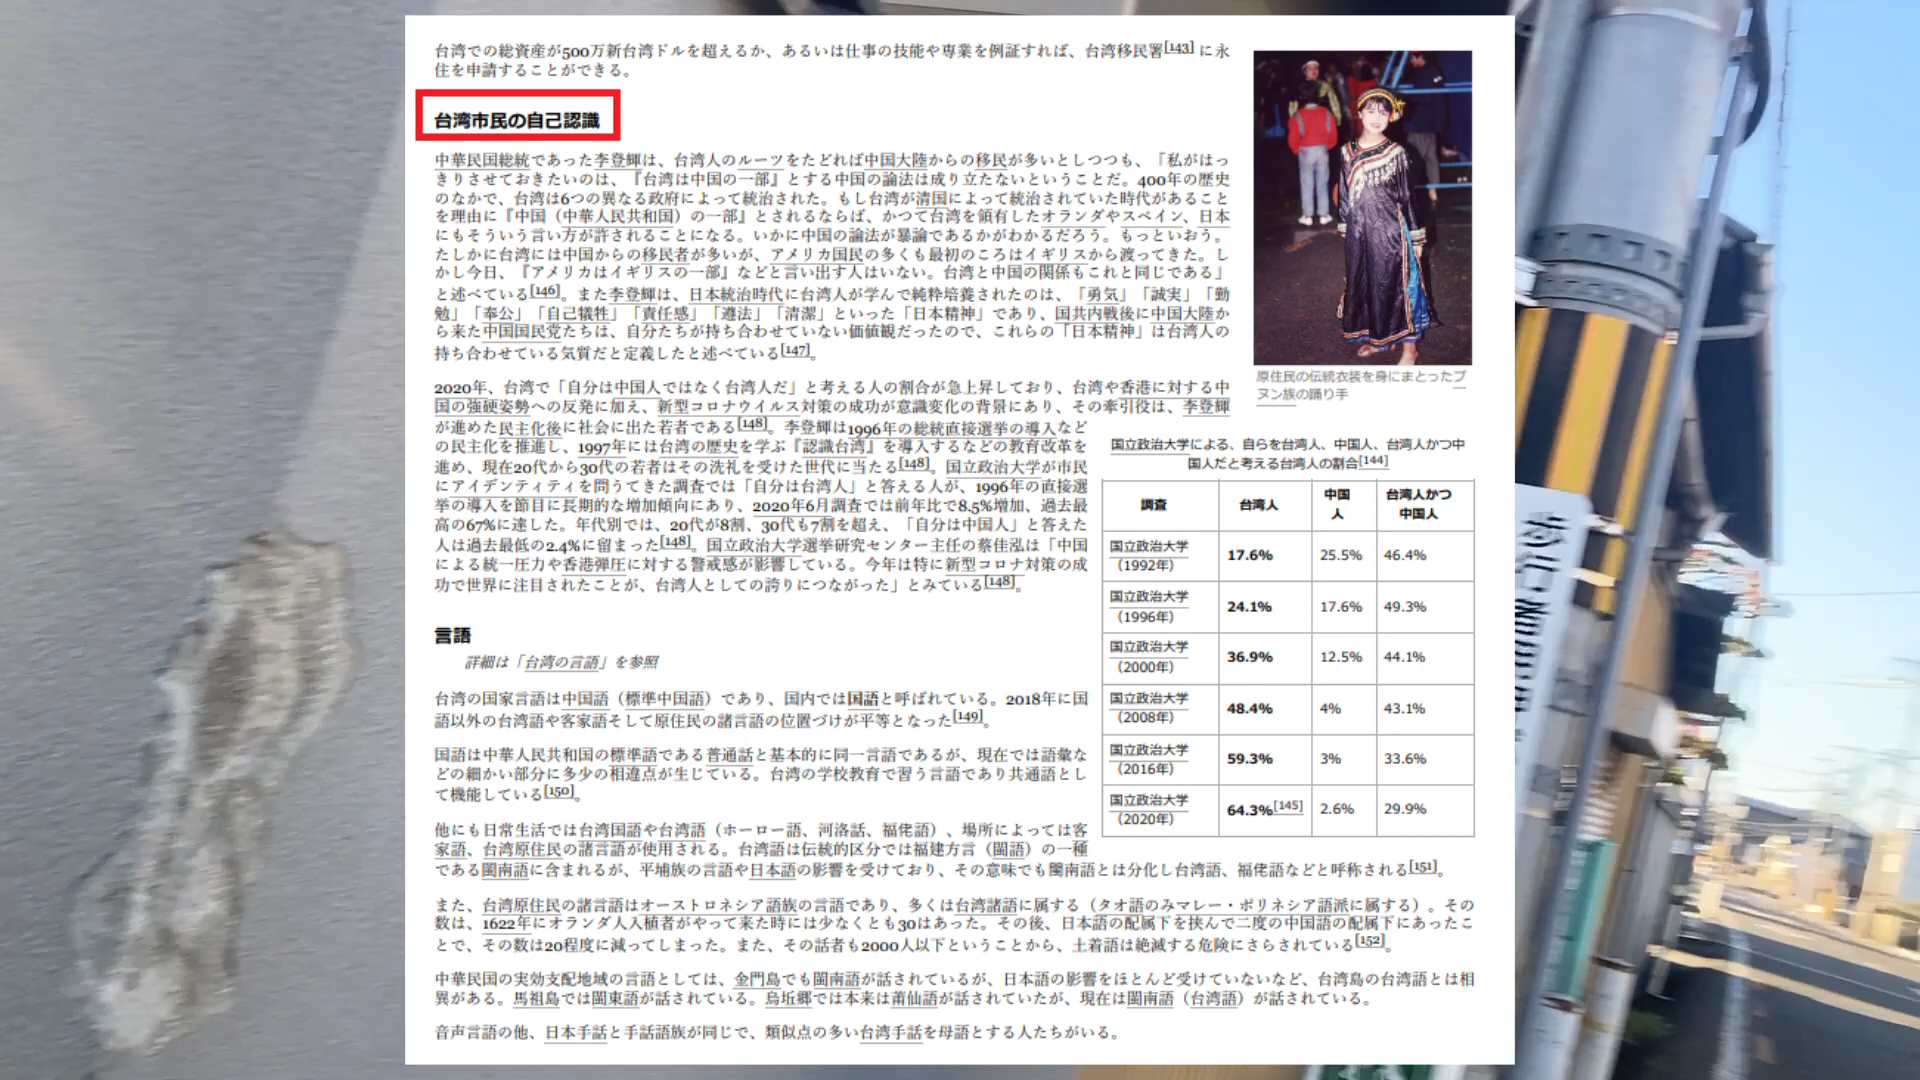 台湾での総資産が500万新台湾ドルを超えるか、あるいは仕事の技能や専業を例証すれば、台湾移民署[143] に永
住を申請することができる。
台湾市民の自己認識
中華民国総統であった李登輝は、台湾人のルーツをたどれば中国大陸からの移民が多いとしつつも、「私がはっ
きりさせておきたいのは、『台湾は中国の一部』とする中国の論法は成り立たないということだ。400年の歴史
のなかで、台湾は6つの異なる政府によって統治された。もし台湾が清国によって統治されていた時代があること
を理由に『中国（中華人民共和国）の一部』とされるならば、かつて台湾を領有したオランダやスペイン、日本
にもそういう言い方が許されることになる。いかに中国の論法が暴論であるかがわかるだろう。もっといおう。
たしかに台湾には中国からの移民者が多いが、アメリカ国民の多くも最初のころはイギリスから渡ってきた。し
かし今日、『アメリカはイギリスの一部』などと言い出す人はいない。台湾と中国の関係もこれと同じである」
と述べている[146]。また李登輝は、日本統治時代に台湾人が学んで純粋培養されたのは、「勇気」「誠実」「勤
勉」「奉公」「自己犠牲」「責任感」「遵法」「清潔」といった「日本精神」であり、国共内戦後に中国大陸か
ら来た中国国民党たちは、自分たちが持ち合わせていない価値観だったので、これらの「日本精神」は台湾人の
持ち合わせている気質だと定義したと述べている[147]。
原住民の伝統衣装を身にまとったブ
ヌン族の踊り手
2020年、台湾で「自分は中国人ではなく台湾人だ」と考える人の割合が急上昇しており、台湾や香港に対する中
国の強硬姿勢への反発に加え、新型コロナウイルス対策の成功が意識変化の背景にあり、その牽引役は、李登輝
が進めた民主化後に社会に出た若者である[148]。李登輝は1996年の総統直接選挙の導入など
の民主化を推進し、1997年には台湾の歴史を学ぶ『認識台湾』を導入するなどの教育改革を
進め、現在20代から30代の若者はその洗礼を受けた世代に当たる[148]。国立政治大学が市民
にアイデンティティを問うてきた調査では「自分は台湾人」と答える人が、1996年の直接選
挙の導入を節目に長期的な増加傾向にあり、2020年6月調査では前年比で8.5%増加、過去最
高の67%に達した。年代別では、20代が8割、30代も7割を超え、「自分は中国人」と答えた
人は過去最低の2.4%に留まった[148]。国立政治大学選挙研究センター主任の蔡佳泓は「中国
による統一圧力や香港弾圧に対する警戒感が影響している。今年は特に新型コロナ対策の成
功で世界に注目されたことが、台湾人としての誇りにつながった」とみている[148]。
国立政治大学による、自らを台湾人、中国人、台湾人かつ中
国人だと考える台湾人の割合[144]
調査 台湾人 中国人 台湾人かつ中国人
国立政治大学（1992年） 17.6% 25.5% 46.4%
国立政治大学（1996年） 24.1% 17.6% 49.3%
国立政治大学（2000年） 36.9% 12.5% 44.1%
国立政治大学（2008年） 48.4% 4% 43.1%
国立政治大学（2016年） 59.3% 3% 33.6%
国立政治大学（2020年） 64.3%[145] 2.6% 29.9%
言語
詳細は「台湾の言語」を参照
台湾の国家言語は中国語（標準中国語）であり、国内では国語と呼ばれている。2018年に国
語以外の台湾語や客家語そして原住民の諸言語の位置づけが平等となった[149]。
国語は中華人民共和国の標準語である普通話と基本的に同一言語であるが、現在では語彙な
どの細かい部分に多少の相違点が生じている。台湾の学校教育で習う言語であり共通語とし
て機能している[150]。
他にも日常生活では台湾国語や台湾語（ホーロー語、河洛話、福佬語）、場所によっては客
家語、台湾原住民の諸言語が使用される。台湾語は伝統的区分では福建方言（閩語）の一種
である閩南語に含まれるが、平埔族の言語や日本語の影響を受けており、その意味でも閩南語とは分化し台湾語、福佬語などと呼称される[151]。
また、台湾原住民の諸言語はオーストロネシア語族の言語であり、多くは台湾諸語に属する（タオ語のみマレー・ポリネシア語派に属する）。その
数は、1622年にオランダ人入植者がやって来た時には少なくとも30はあった。その後、日本語の配属下を挟んで二度の中国語の配属下にあったこ
とで、その数は20程度に減ってしまった。また、その話者も2000人以下ということから、土着語は絶滅する危険にさらされている[152]。
中華民国の実効支配地域の言語としては、金門島でも閩南語が話されているが、日本語の影響をほとんど受けていないなど、台湾島の台湾語とは相
異がある。馬祖島では閩東語が話されている。烏坵郷では本来は莆仙語が話されていたが、現在は閩南語（台湾語）が話されている。
音声言語の他、日本手話と手話語族が同じで、類似点の多い台湾手話を母語とする人たちがいる。